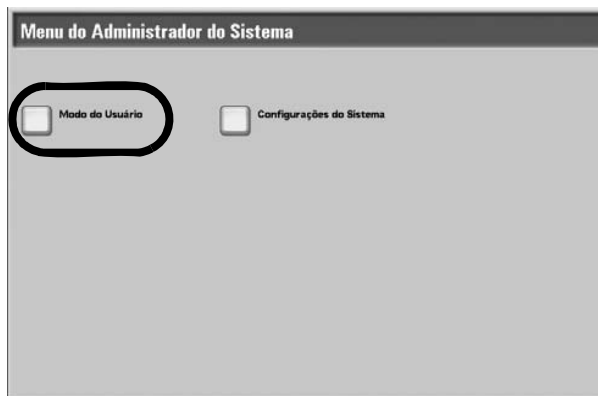 Menu do Administrador do Sistema
Modo do Usuário
Configurações do Sistema